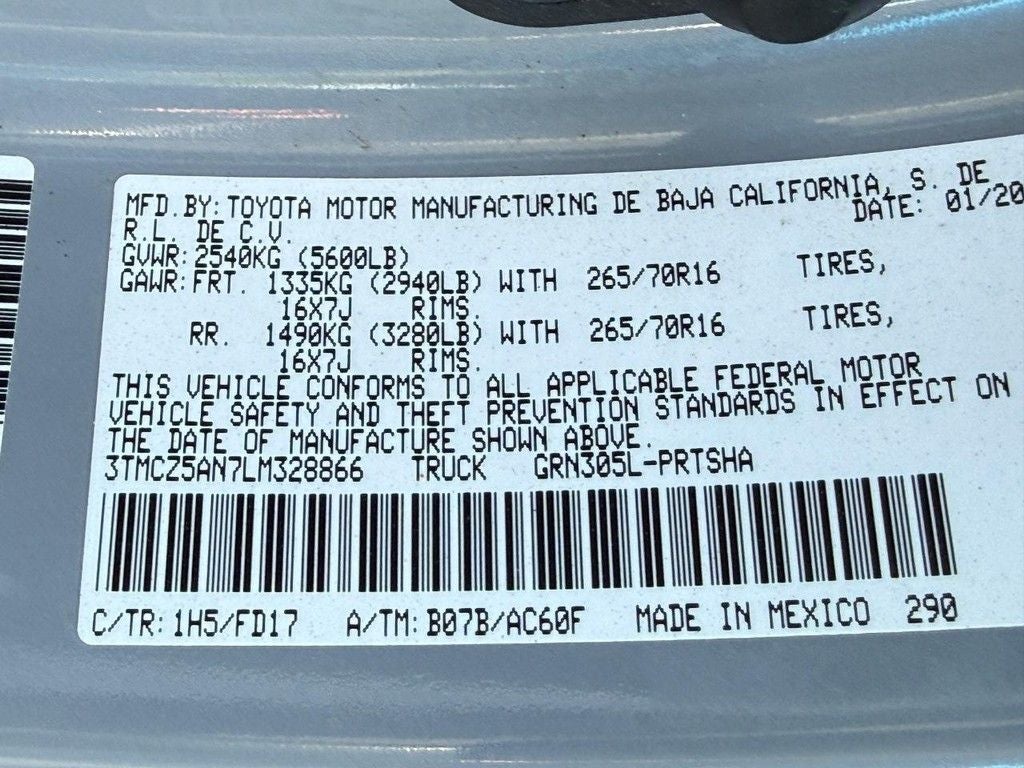 MFD.BY: TOYOTA MOTOR MANUFACTURING DE BAJA CALIFORNIA, S. DE
R.L. DE C.V. DATE: 01/20
GVWR: 2540KG (5600LB)
GAWR: FRT. 1335KG (2940LB) WITH 265/70R16 TIRES,
16X7J RIMS.
RR. 1490KG (3280LB) WITH 265/70R16 TIRES,
16X7J RIMS.
THIS VEHICLE CONFORMS TO ALL APPLICABLE FEDERAL MOTOR
VEHICLE SAFETY AND THEFT PREVENTION STANDARDS IN EFFECT ON
THE DATE OF MANUFACTURE SHOWN ABOVE.
3TMCZ5AN7LM328866 TRUCK GRN305L-PRTSHA
C/TR: 1H5/FD17 A/TM: B07B/AC60F MADE IN MEXICO 290